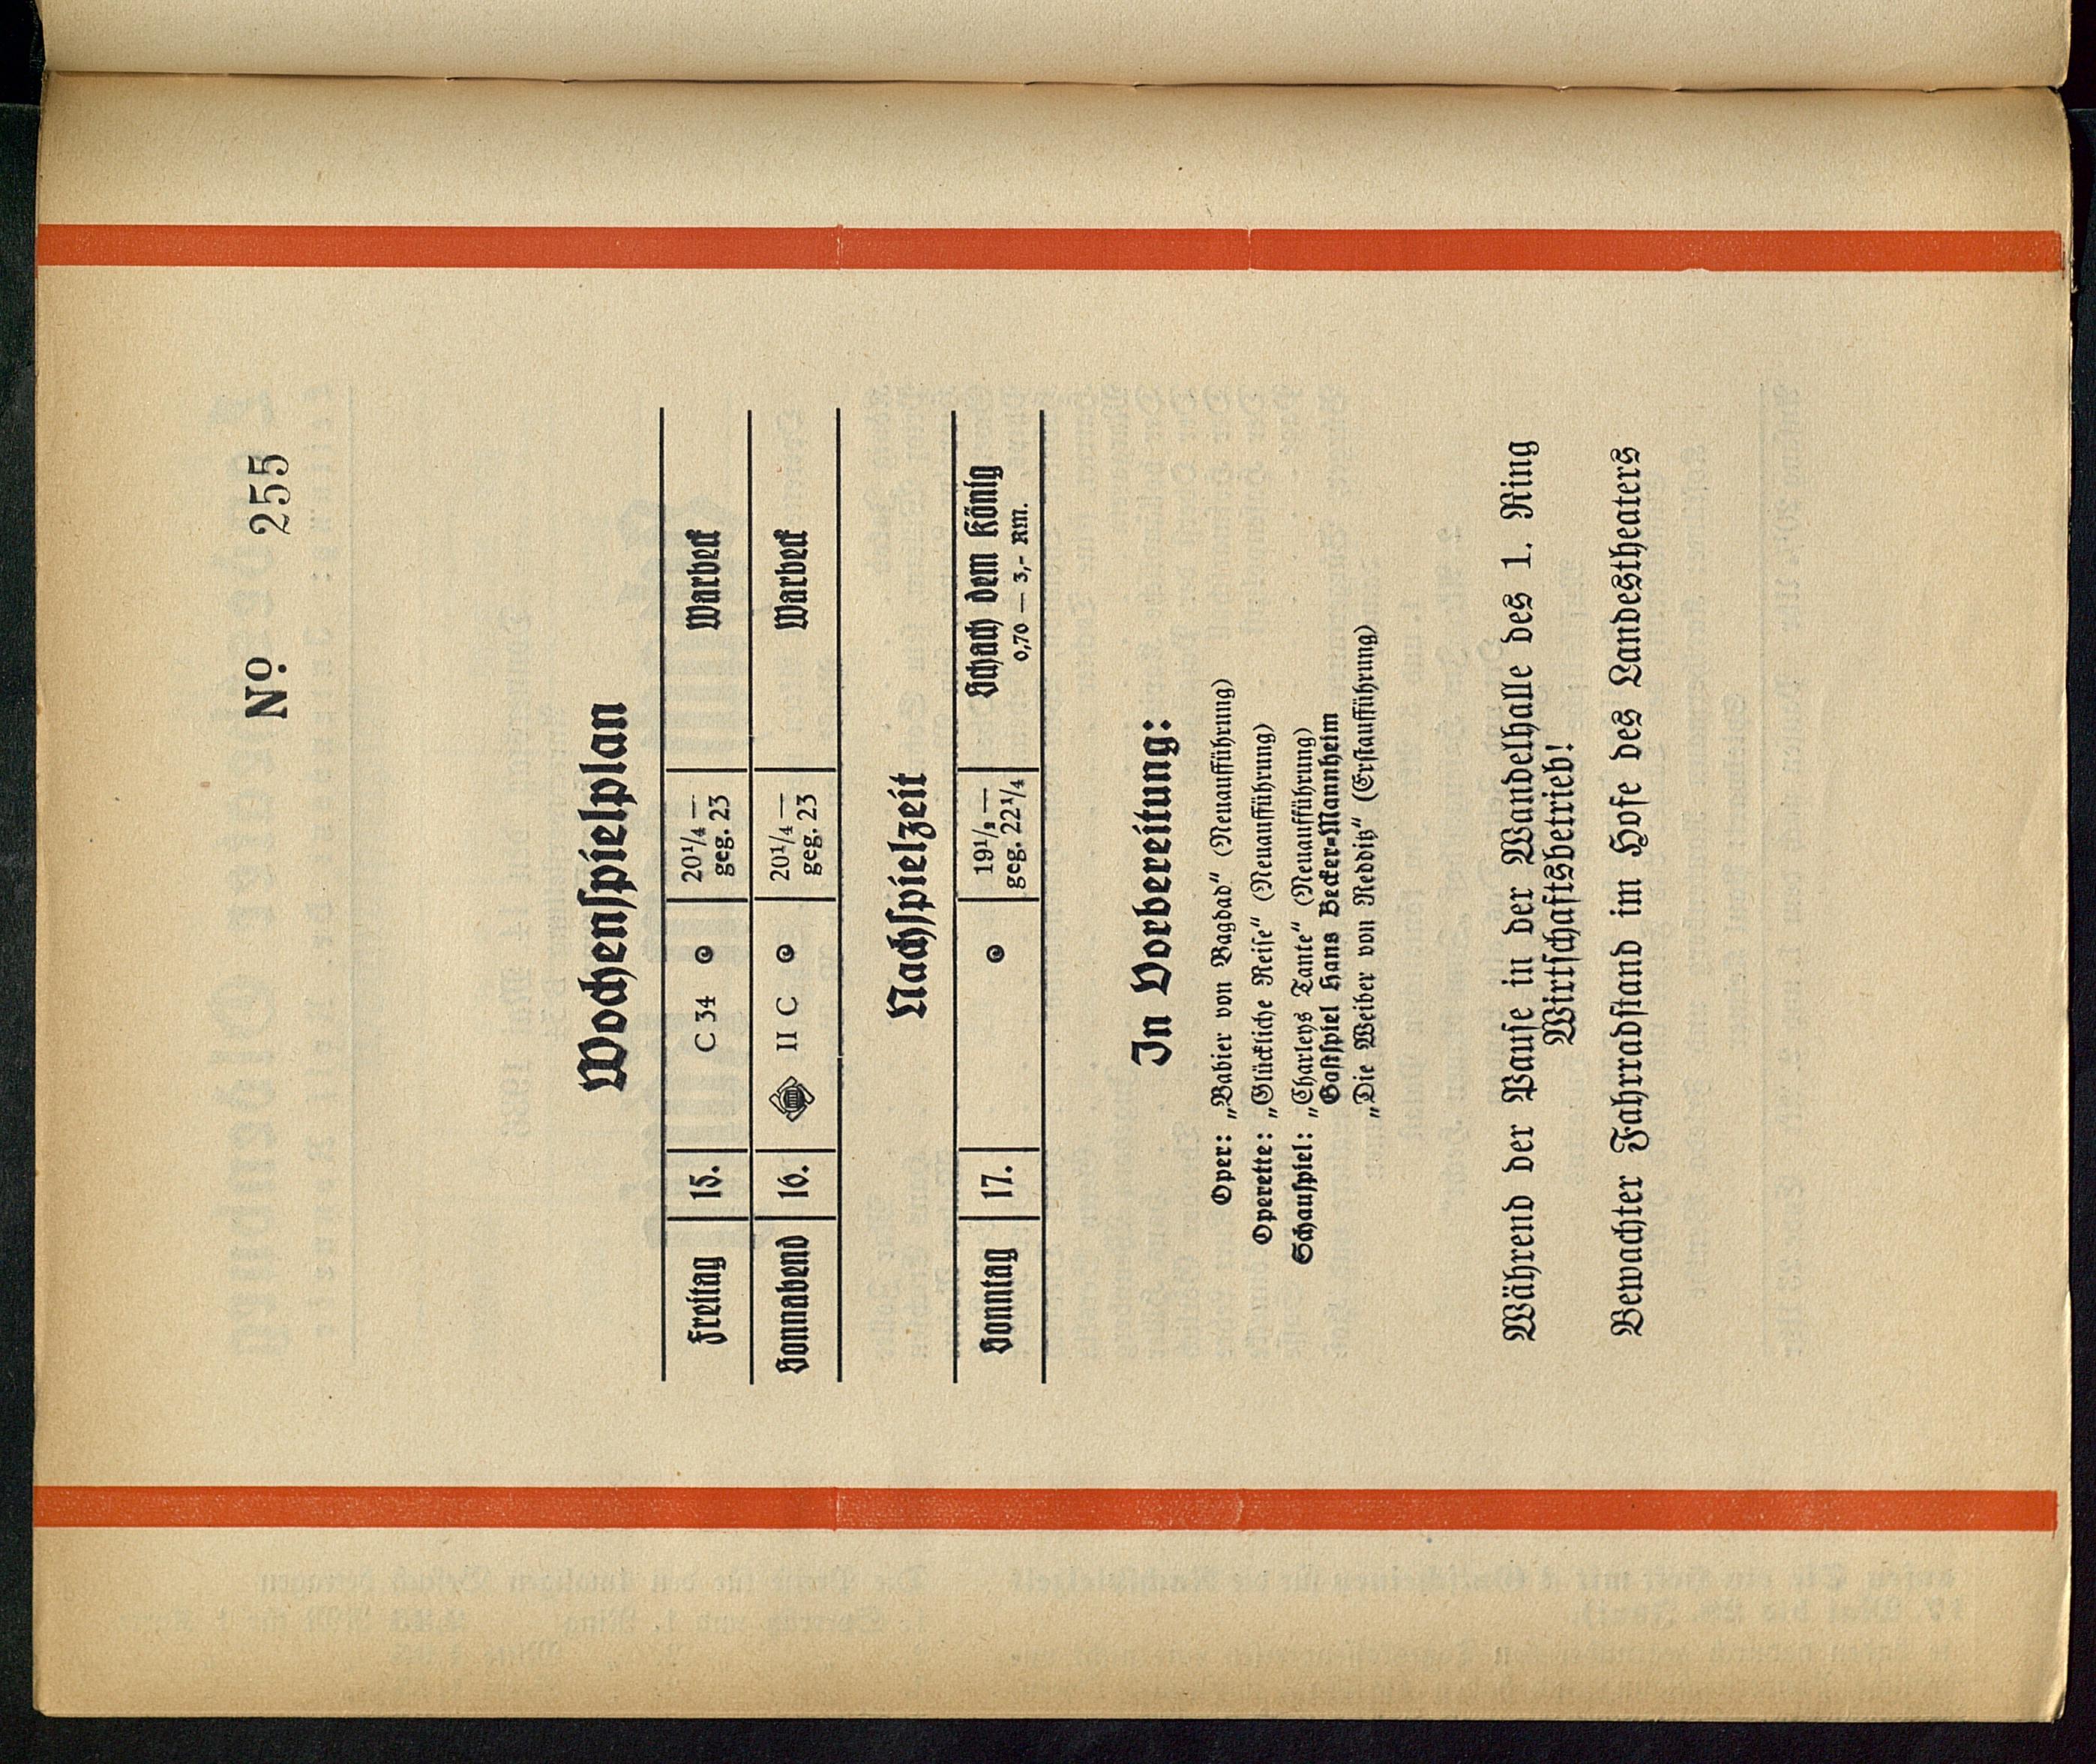 No. 255
Wochenspielplan
Freitag 15. C 34 20¼— geg. 23 Warbeck
Sonnabend 16. II C 20¼— geg. 23 Warbeck
Nachspielzeit
Sonntag 17. 19½— geg. 22¼ Schach dem König 0,70 — 3,- RM.
In Vorbereitung:
Oper: „Babier von Bagdad“ (Neuaufführung)
Operette: „Glückliche Reise“ (Neuaufführung)
Schauspiel: „Charleys Tante“ (Neuaufführung)
Gastspiel Hans Becker-Mannheim
„Die Weiber von Redditz“ (Erstaufführung)
Während der Pause in der Wandelhalle des 1. Ring
Wirtschaftsbetrieb!
Bewachter Fahrradstand im Hofe des Landestheaters